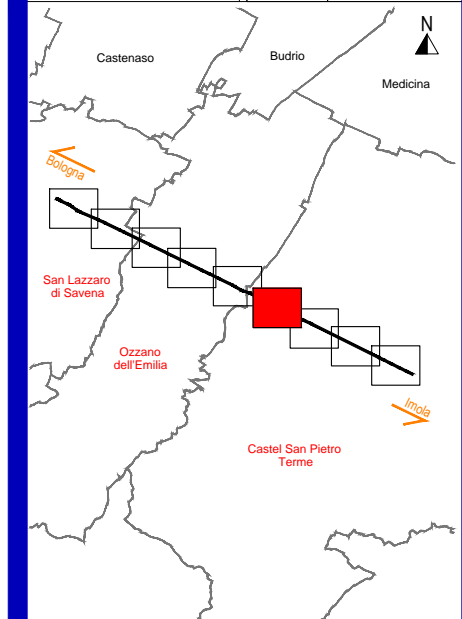 N
Castenaso
Budrio
Medicina
Bologna
San Lazzaro
di Savena
Ozzano
dell'Emilia
Imola
Castel San Pietro
Terme